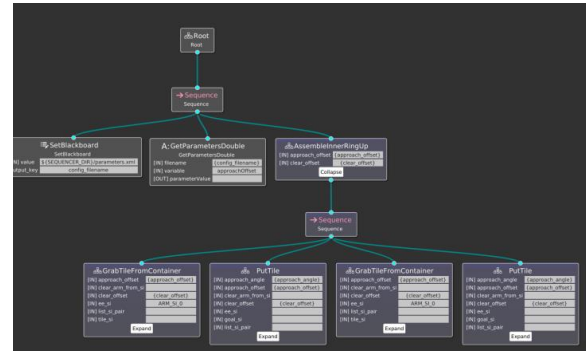 Root
Root
Sequence
Sequence
SetBlackboard
SetBlackboard
value ${SEQUENCER_DIR}/parameters.xml
output_key config_filename
A:GetParametersDouble
GetParametersDouble
[IN] filename {config_filename}
[IN] variable approachOffset
[OUT] parameterValue
AssembleInnerRingUp
[IN] approach_offset {approach_offset}
[IN] clear_offset {clear_offset}
Collapse
Sequence
Sequence
GrabTileFromContainer
[IN] approach_offset {approach_offset}
[IN] clear_arm_from_si
[IN] clear_offset {clear_offset}
[IN] ee_si ARM_SI_0
[IN] list_si_pair
[IN] tile_si
Expand
PutTile
[IN] approach_angle {approach_angle}
[IN] approach_offset {approach_offset}
[IN] clear_arm_from_si
[IN] clear_offset {clear_offset}
[IN] ee_si
[IN] goal_si
[IN] list_si_pair
Expand
GrabTileFromContainer
[IN] approach_angle {approach_angle}
[IN] clear_arm_from_si
[IN] clear_offset {clear_offset}
[IN] ee_si ARM_SI_0
[IN] list_si_pair
[IN] tile_si
Expand
PutTile
[IN] approach_angle {approach_angle}
[IN] approach_offset
[IN] clear_arm_from_si
[IN] clear_offset {clear_offset}
[IN] ee_si
[IN] goal_si
[IN] list_si_pair
Expand